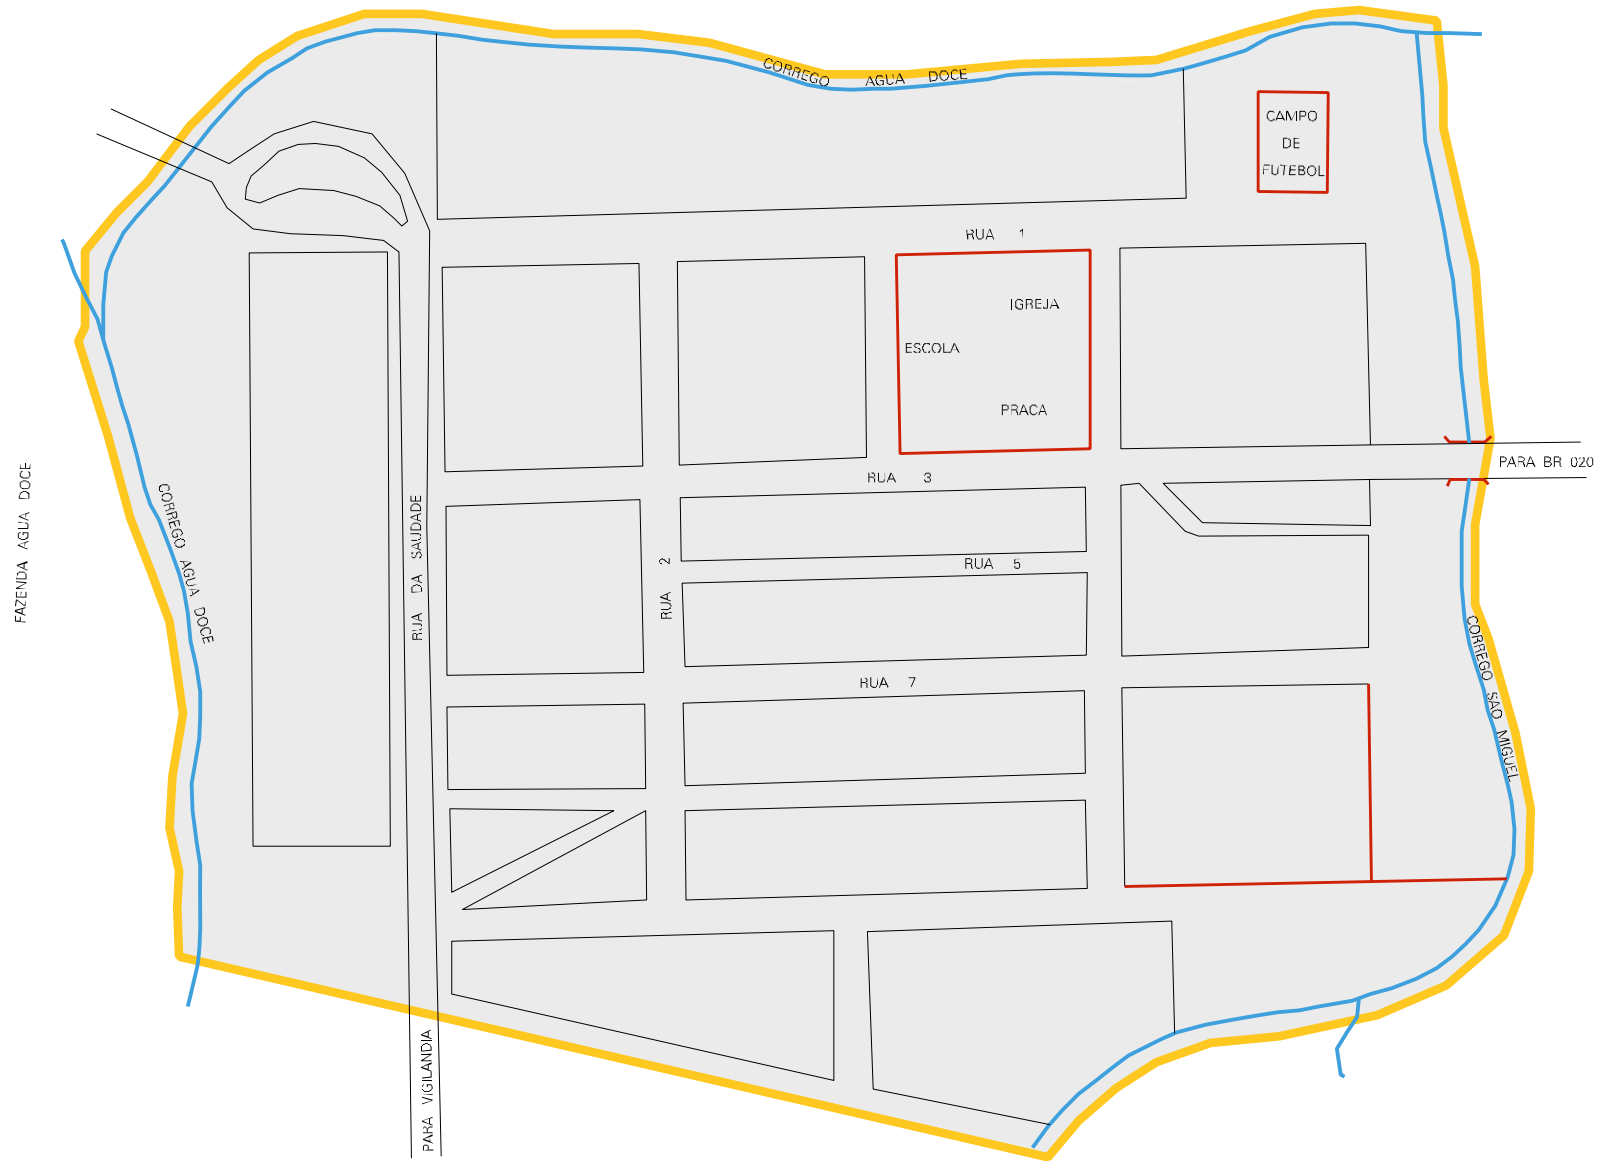 CORREGO AGUA DOCE
CAMPO
DE
FUTEBOL
RUA 1
IGREJA
ESCOLA
PRACA
PARA BR 020
RUA 3
FAZENDA AGUA DOCE
CORREGO AGUA DOCE
RUA DA SAUDADE
RUA 2
RUA 5
RUA 7
CORREGO SAO MIGUEL
PARA VIGILANDIA